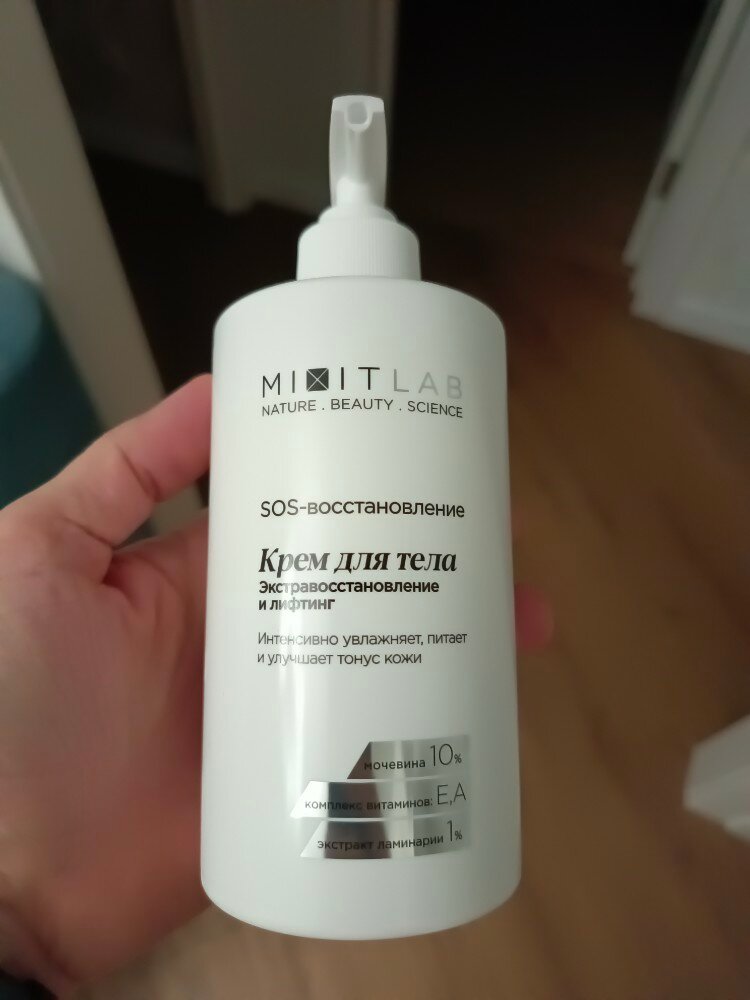 MIXIT LAB
NATURE . BEAUTY . SCIENCE
SOS-восстановление
Крем для тела
Экстравосстановление
и лифтинг
Интенсивно увлажняет, питает
и улучшает тонус кожи
мочевина 10%
комплекс витаминов: E,A
экстракт ламинарии 1%